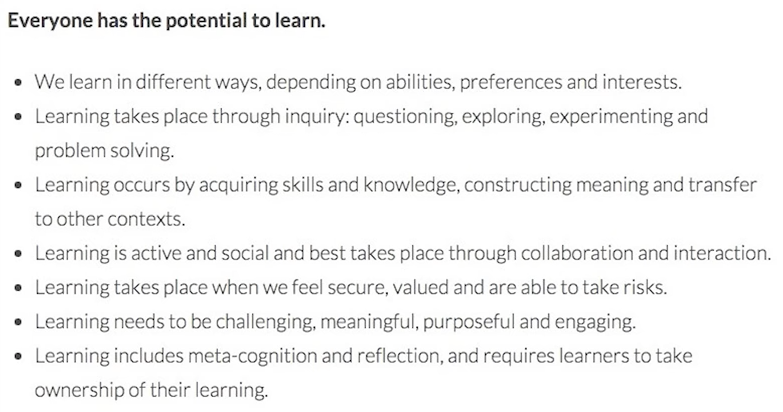 Everyone has the potential to learn.
• We learn in different ways, depending on abilities, preferences and interests.
• Learning takes place through inquiry: questioning, exploring, experimenting and
problem solving.
• Learning occurs by acquiring skills and knowledge, constructing meaning and transfer
to other contexts.
• Learning is active and social and best takes place through collaboration and interaction.
• Learning takes place when we feel secure, valued and are able to take risks.
• Learning needs to be challenging, meaningful, purposeful and engaging.
• Learning includes meta-cognition and reflection, and requires learners to take
ownership of their learning.